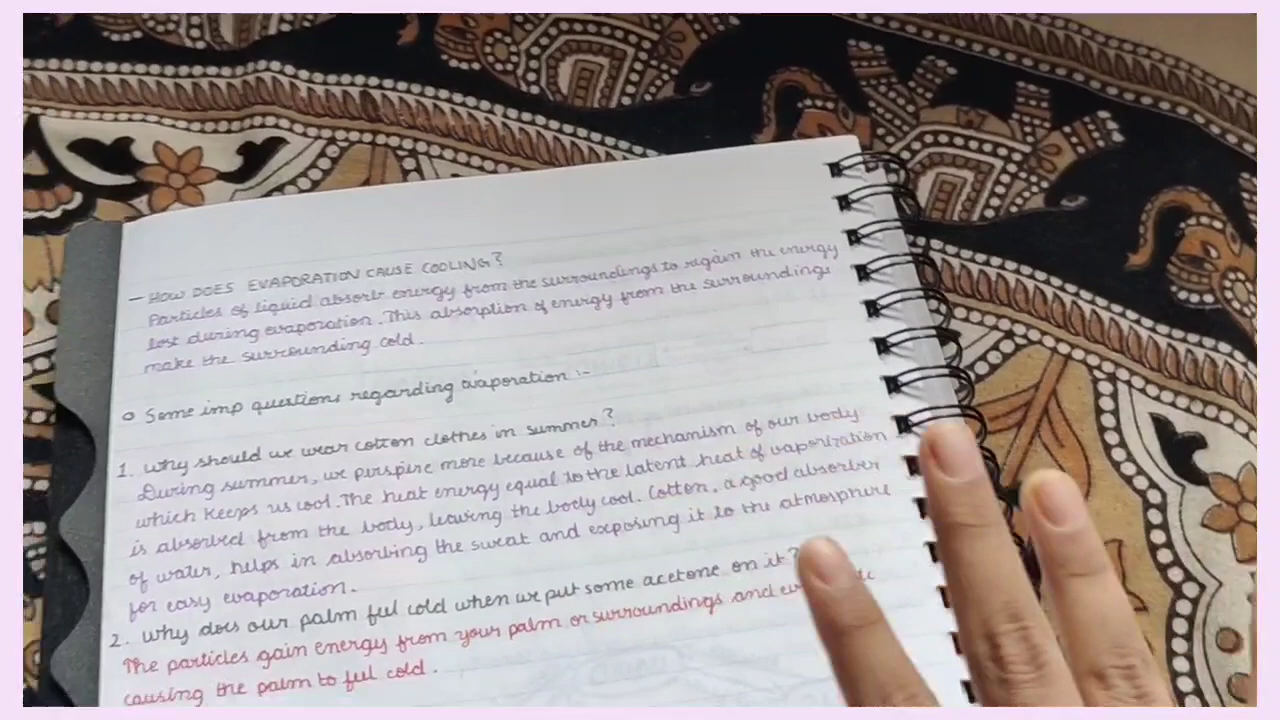 — HOW DOES EVAPORATION CAUSE COOLING?
Particles of liquid absorb energy from the surroundings to regain the energy
lost during evaporation. This absorption of energy from the surroundings
make the surrounding cold.
o Some imp questions regarding evaporation :-
1. Why should we wear cotton clothes in summer?
During summer, we perspire more because of the mechanism of our body
which keeps us cool. The heat energy equal to the latent heat of vaporization
is absorbed from the body, leaving the body cool. Cotton, a good absorber
of water, helps in absorbing the sweat and exposing it to the atmosphere
for easy evaporation.
2. Why does our palm feel cold when we put some acetone on it?
The particles gain energy from your palm or surroundings and
causing the palm to feel cold.